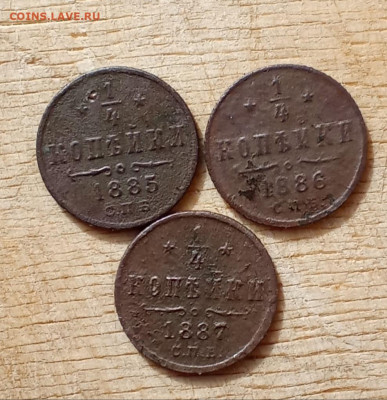 COINS.LAVE.RU
1/4
КОПѢЙКИ
1885
С.П.Б.
1/4
КОПѢЙКИ
1886
С.П.Б.
1/4
КОПѢЙКИ
1887
С.П.Б.